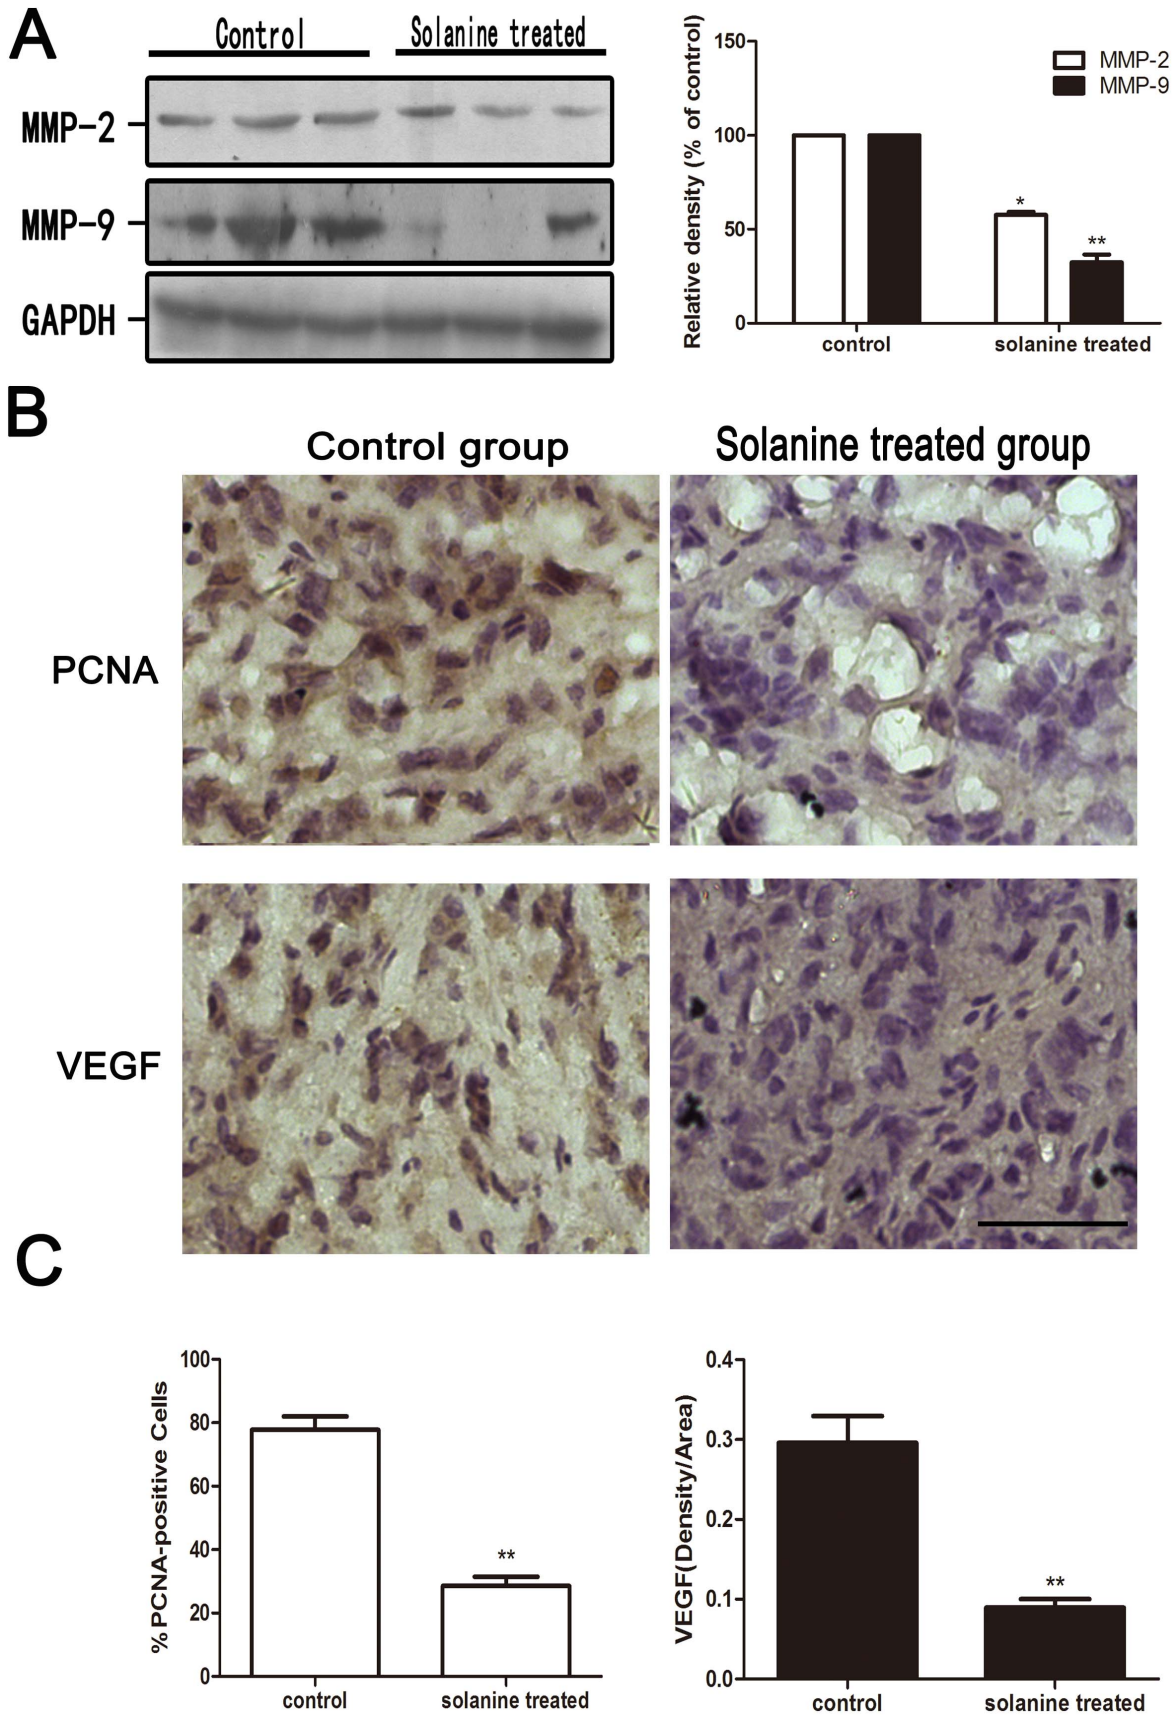 A
Control
Solanine treated
MMP-2
MMP-9
GAPDH
Relative density (% of control)
150
100
50
0
MMP-2
MMP-9
*
**
control
solanine treated
B
Control group
Solanine treated group
PCNA
VEGF
C
%PCNA-positive Cells
100
80
60
40
20
0
**
control
solanine treated
VEGF(Density/Area)
0.4
0.3
0.2
0.1
0.0
**
control
solanine treated